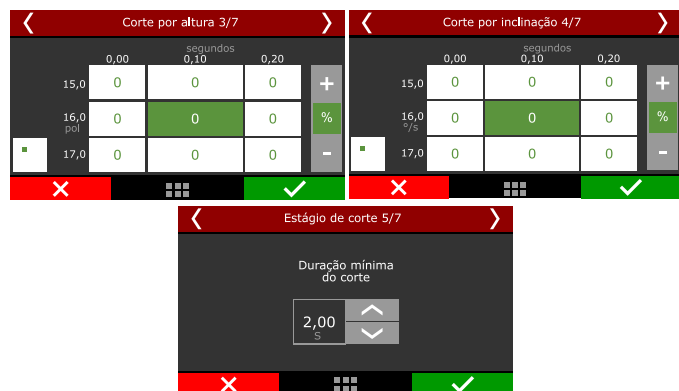 Corte por altura 3/7
segundos
0,00 0,10 0,20
15,0 0 0 0 +
16,0 0 0 0 %
pol
17,0 0 0 0 -
Corte por inclinação 4/7
segundos
0,00 0,10 0,20
15,0 0 0 0 +
16,0 0 0 0 %
º/s
17,0 0 0 0 -
Estágio de corte 5/7
Duração mínima
do corte
2,00
S